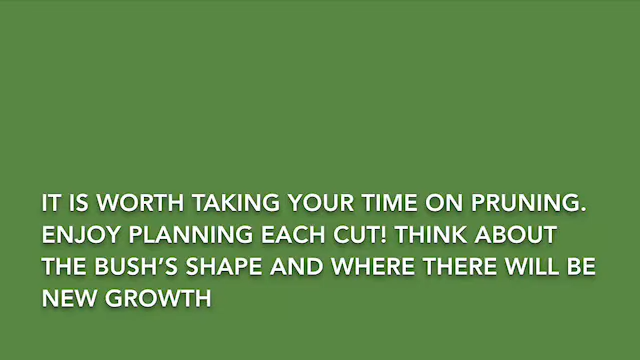 IT IS WORTH TAKING YOUR TIME ON PRUNING.
ENJOY PLANNING EACH CUT! THINK ABOUT
THE BUSH’S SHAPE AND WHERE THERE WILL BE
NEW GROWTH